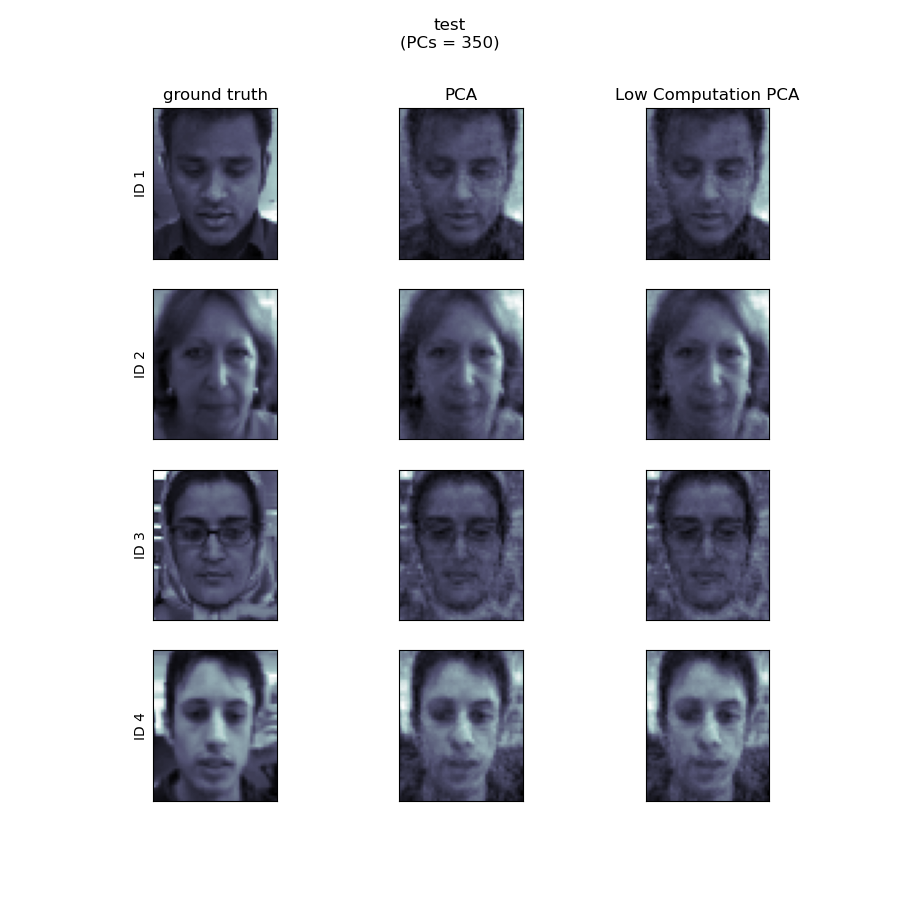 test
(PCs = 350)
ground truth
PCA
Low Computation PCA
ID 1
ID 2
ID 3
ID 4